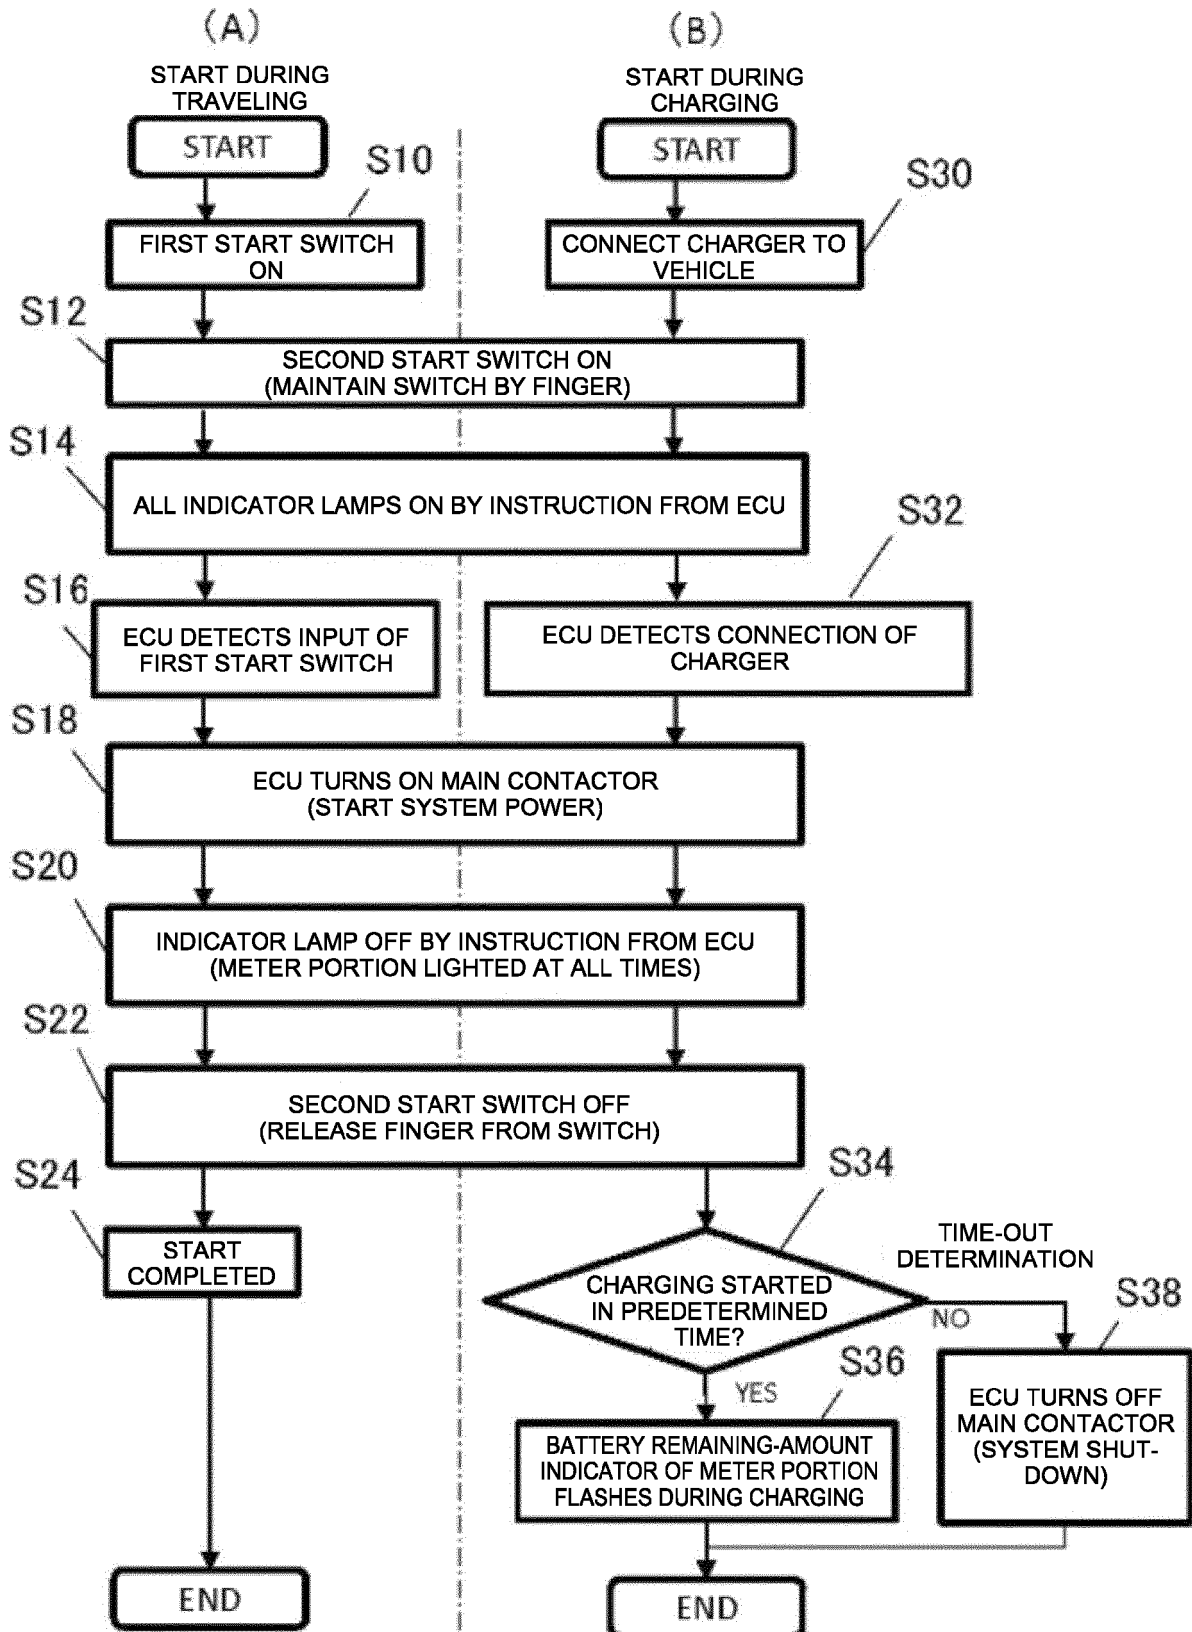 (A)
(B)
START DURING
TRAVELING
START DURING
CHARGING
START
START
S10
S30
FIRST START SWITCH
ON
CONNECT CHARGER TO
VEHICLE
S12
SECOND START SWITCH ON
(MAINTAIN SWITCH BY FINGER)
S14
ALL INDICATOR LAMPS ON BY INSTRUCTION FROM ECU
S32
S16
ECU DETECTS INPUT OF
FIRST START SWITCH
ECU DETECTS CONNECTION OF
CHARGER
S18
ECU TURNS ON MAIN CONTACTOR
(START SYSTEM POWER)
S20
INDICATOR LAMP OFF BY INSTRUCTION FROM ECU
(METER PORTION LIGHTED AT ALL TIMES)
S22
SECOND START SWITCH OFF
(RELEASE FINGER FROM SWITCH)
S24
START
COMPLETED
S34
CHARGING STARTED
IN PREDETERMINED
TIME?
TIME-OUT
DETERMINATION
NO
S38
YES
S36
BATTERY REMAINING-AMOUNT
INDICATOR OF METER PORTION
FLASHES DURING CHARGING
ECU TURNS OFF
MAIN CONTACTOR
(SYSTEM SHUT-
DOWN)
END
END